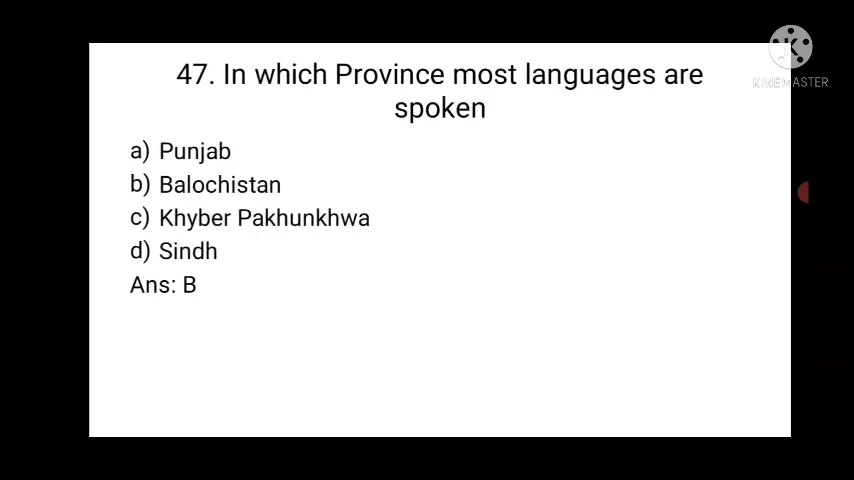 47. In which Province most languages are
spoken
a) Punjab
b) Balochistan
c) Khyber Pakhunkhwa
d) Sindh
Ans: B
K
KINEMASTER